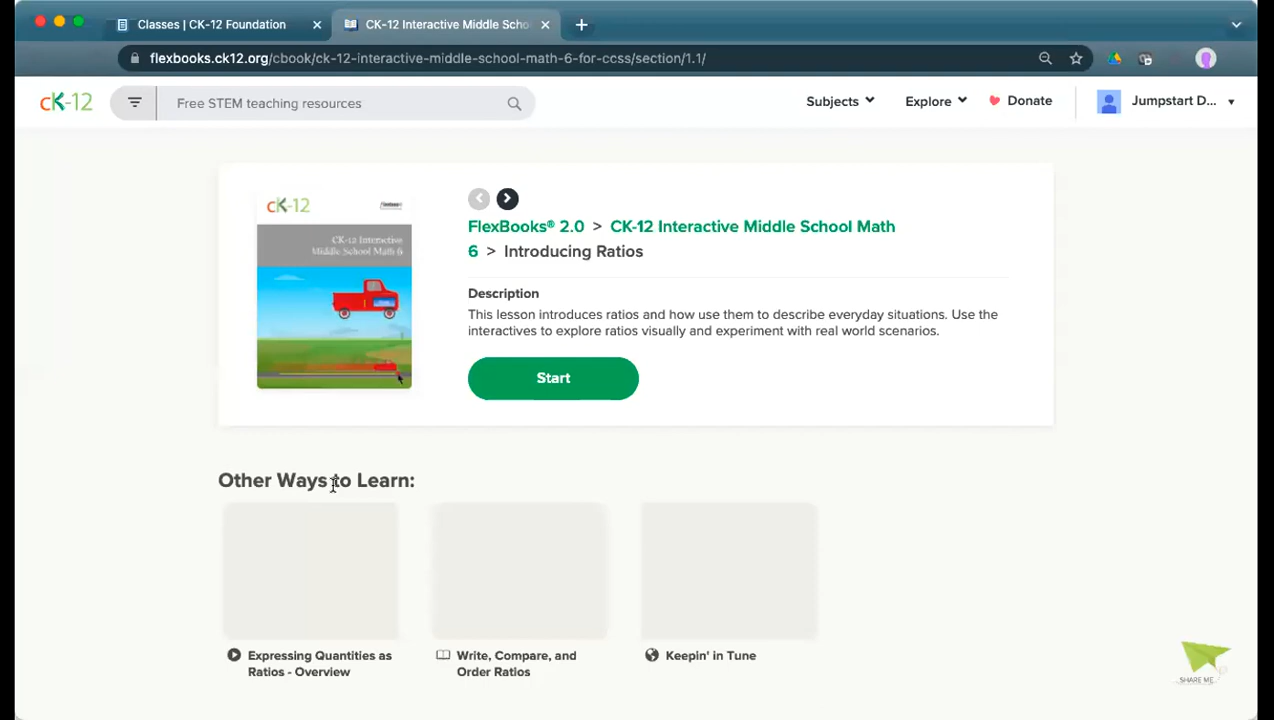 Classes | CK-12 Foundation
CK-12 Interactive Middle Scho
flexbooks.ck12.org/cbook/ck-12-interactive-middle-school-math-6-for-ccss/section/1.1/
cK-12
Free STEM teaching resources
Subjects
Explore
Donate
Jumpstart D...
cK-12
CK-12 Interactive
Middle School Math 6
FlexBooks® 2.0 > CK-12 Interactive Middle School Math
6 > Introducing Ratios
Description
This lesson introduces ratios and how use them to describe everyday situations. Use the
interactives to explore ratios visually and experiment with real world scenarios.
Start
Other Ways to Learn:
Expressing Quantities as
Ratios - Overview
Write, Compare, and
Order Ratios
Keepin' in Tune
SHARE ME